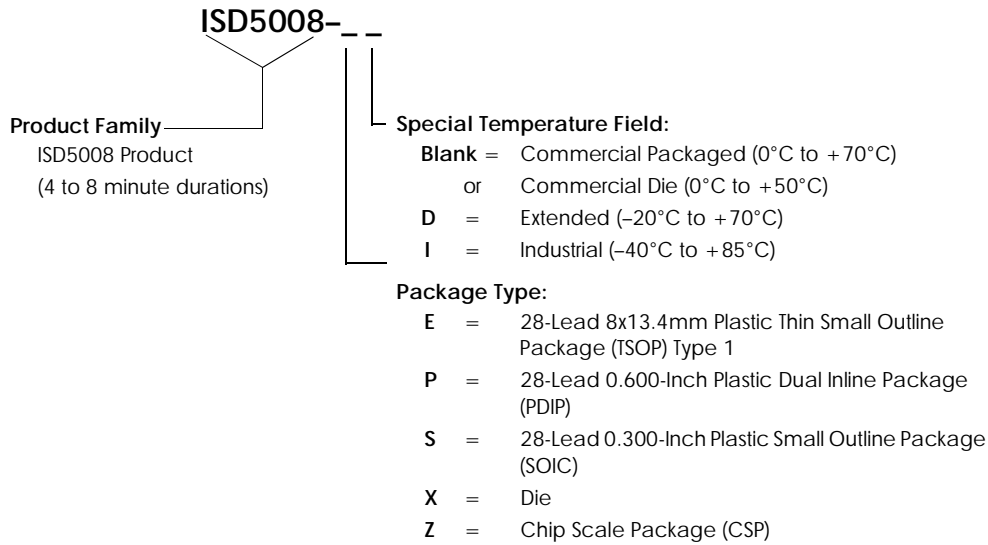 ISD5008–_ _
Product Family
ISD5008 Product
(4 to 8 minute durations)
Special Temperature Field:
Blank = Commercial Packaged (0°C to +70°C)
or Commercial Die (0°C to +50°C)
D = Extended (–20°C to +70°C)
I = Industrial (–40°C to +85°C)
Package Type:
E = 28-Lead 8x13.4mm Plastic Thin Small Outline
Package (TSOP) Type 1
P = 28-Lead 0.600-Inch Plastic Dual Inline Package
(PDIP)
S = 28-Lead 0.300-Inch Plastic Small Outline Package
(SOIC)
X = Die
Z = Chip Scale Package (CSP)